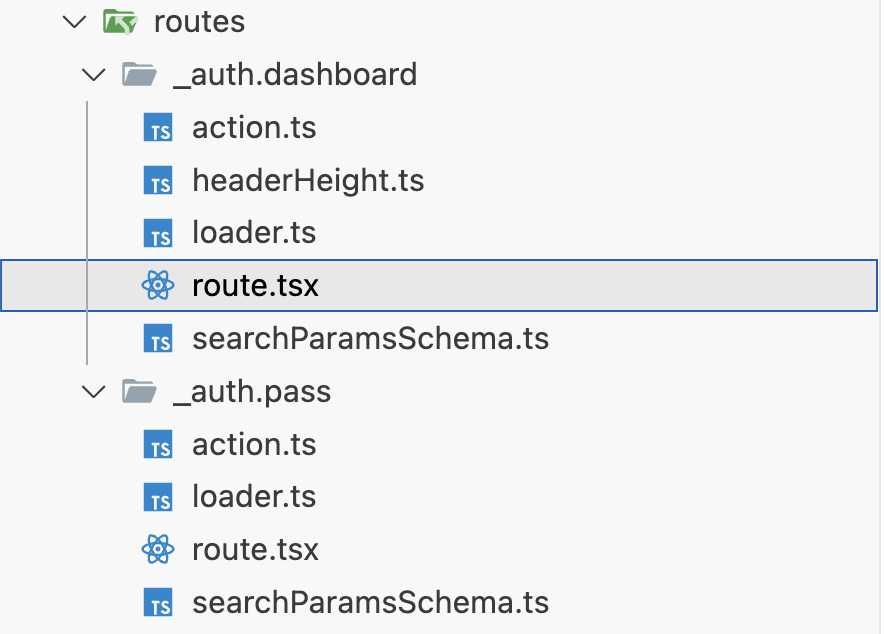 routes
_auth.dashboard
TS action.ts
TS headerHeight.ts
TS loader.ts
route.tsx
TS searchParamsSchema.ts
_auth.pass
TS action.ts
TS loader.ts
route.tsx
TS searchParamsSchema.ts